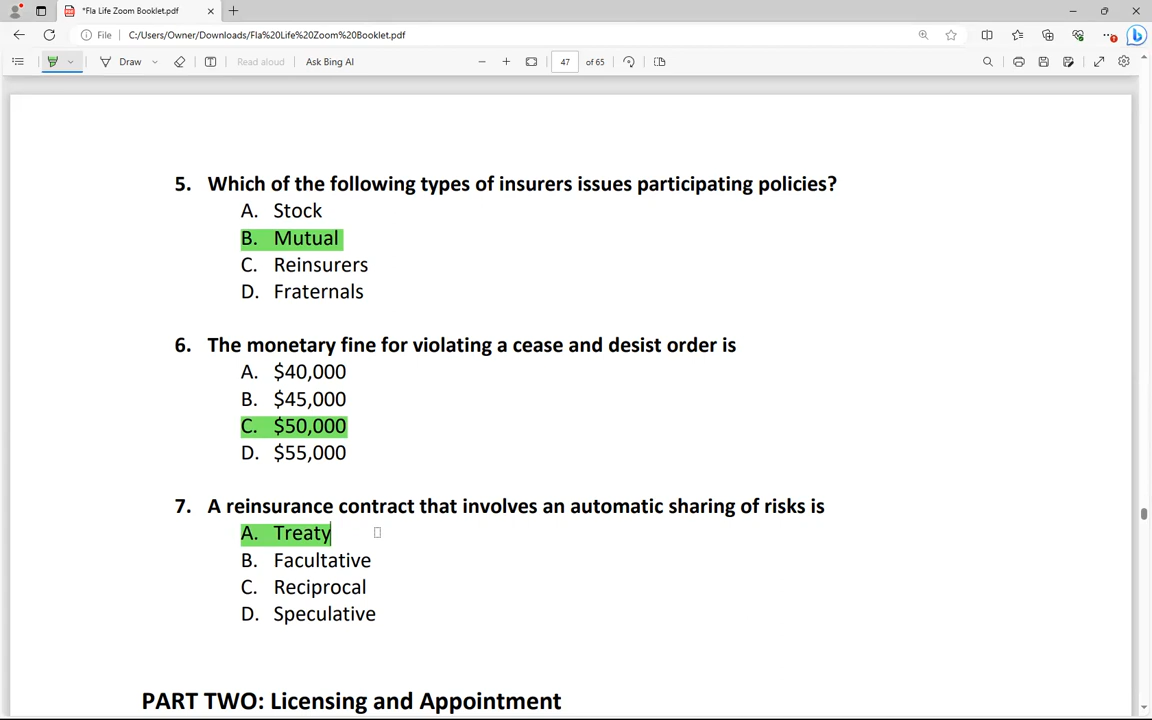 *Fla Life Zoom Booklet.pdf
File C:/Users/Owner/Downloads/Fla%20Life%20Zoom%20Booklet.pdf
Draw Read aloud Ask Bing AI 47 of 65
5. Which of the following types of insurers issues participating policies?
A. Stock
B. Mutual
C. Reinsurers
D. Fraternals
6. The monetary fine for violating a cease and desist order is
A. $40,000
B. $45,000
C. $50,000
D. $55,000
7. A reinsurance contract that involves an automatic sharing of risks is
A. Treaty
B. Facultative
C. Reciprocal
D. Speculative
PART TWO: Licensing and Appointment